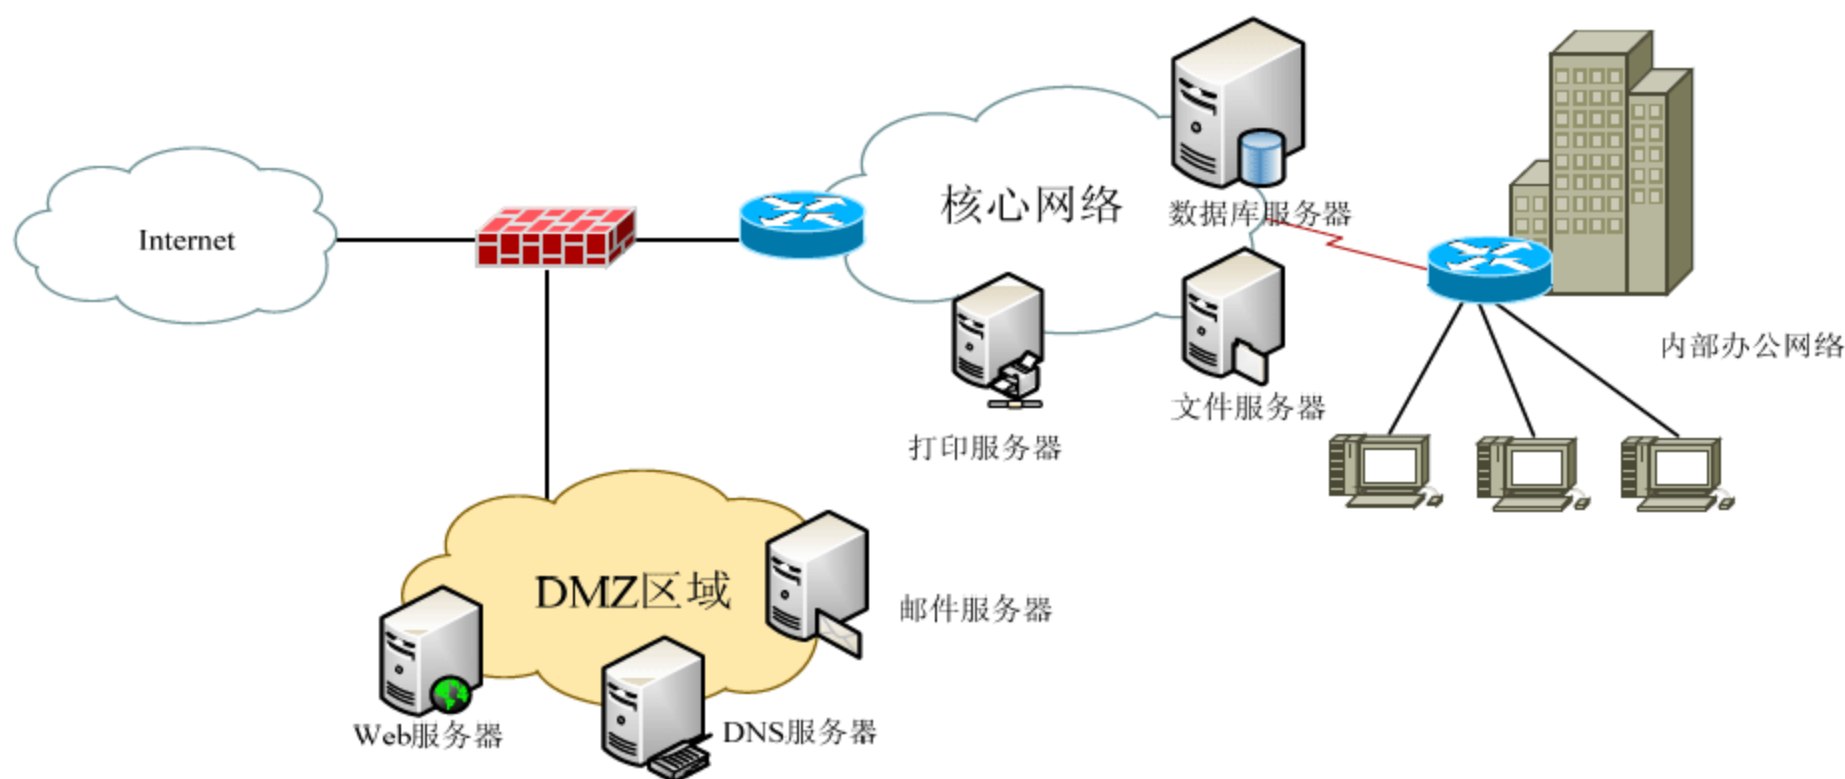 核心网络
数据库服务器
Internet
内部办公网络
文件服务器
打印服务器
DMZ区域
邮件服务器
Web服务器
DNS服务器